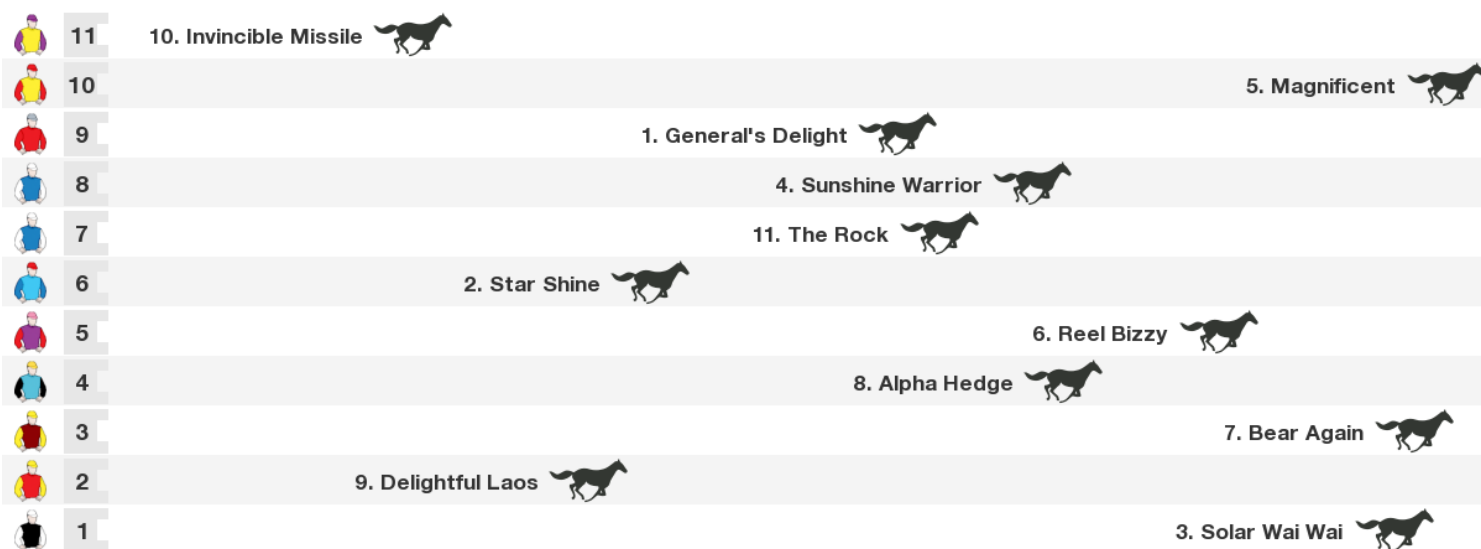 11 10. Invincible Missile
10 5. Magnificent
9 1. General's Delight
8 4. Sunshine Warrior
7 11. The Rock
6 2. Star Shine
5 6. Reel Bizzy
4 8. Alpha Hedge
3 7. Bear Again
2 9. Delightful Laos
1 3. Solar Wai Wai